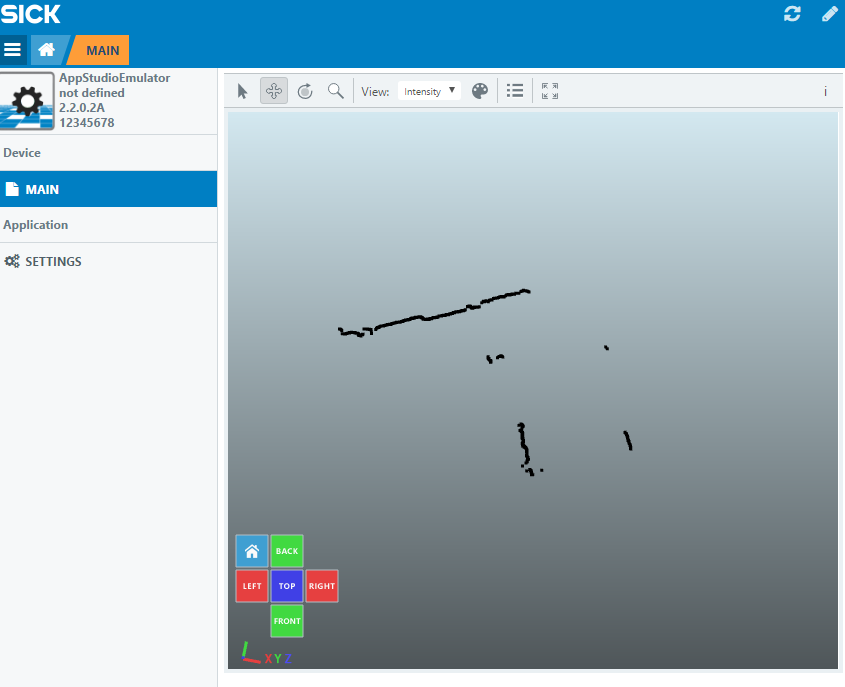 SICK
MAIN
AppStudioEmulator
not defined
2.2.0.2A
12345678
View: Intensity
i
Device
MAIN
Application
SETTINGS
BACK
LEFT TOP RIGHT
FRONT
X Y Z